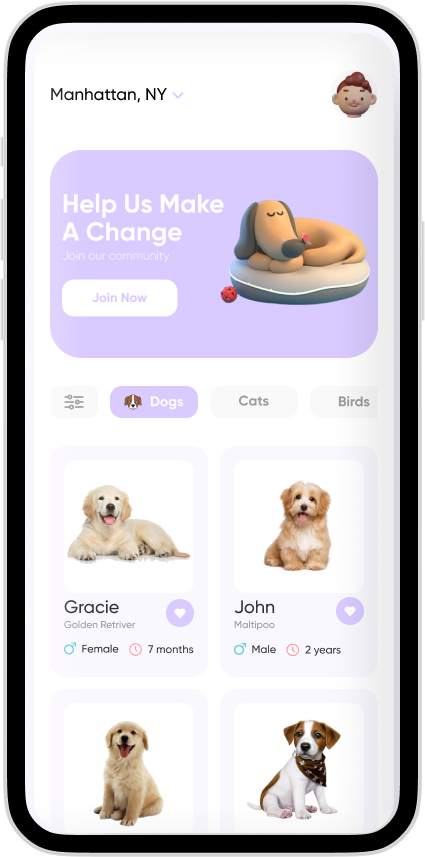 Manhattan, NY
Help Us Make
A Change
Join our community
Join Now
Dogs
Cats
Birds
Gracie
Golden Retriver
Female
7 months
John
Maltipoo
Male
2 years